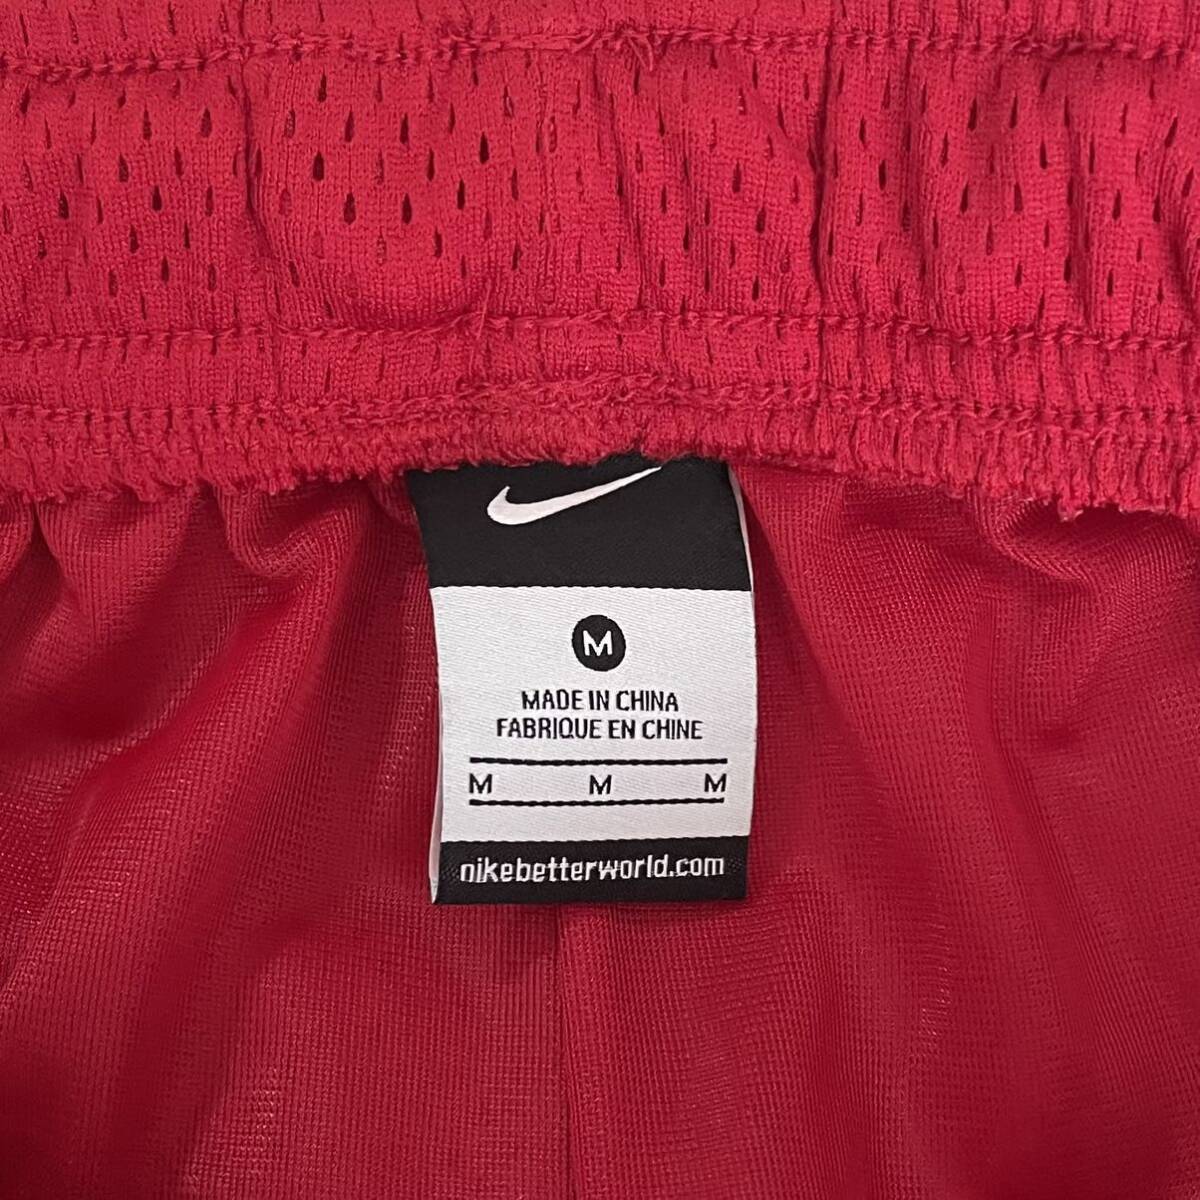 M
MADE IN CHINA
FABRIQUE EN CHINE
M M M
nikebetterworld.com